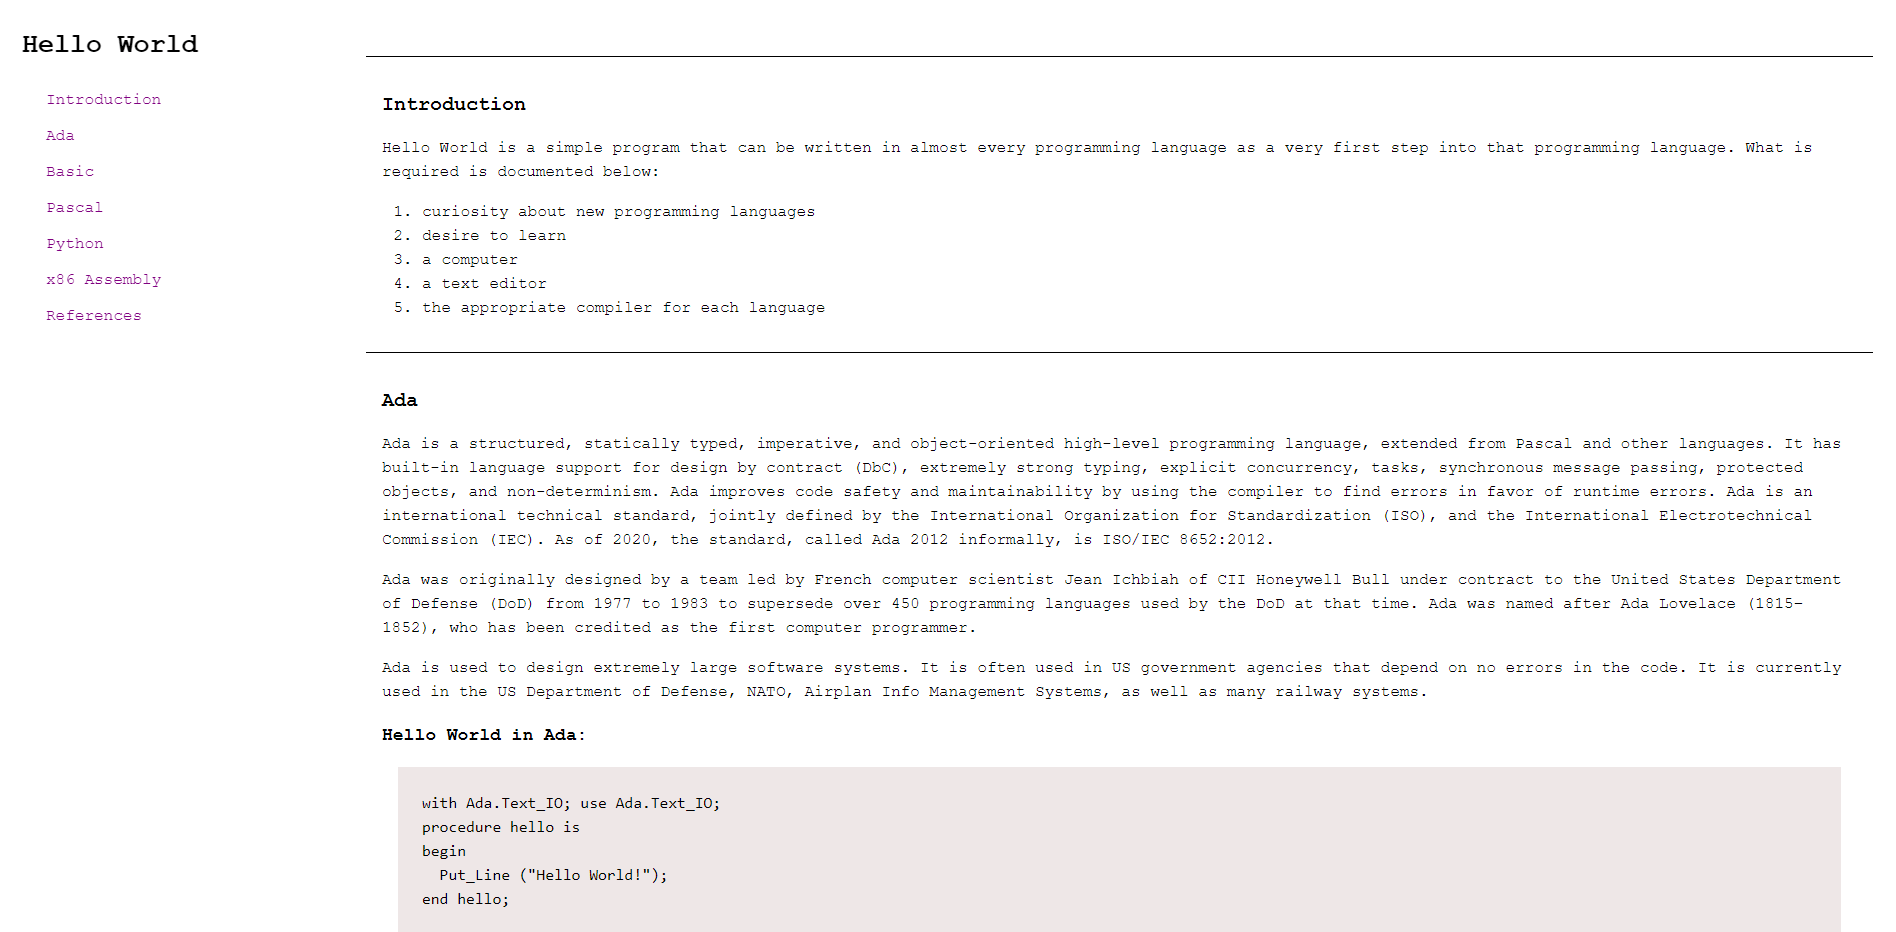 Hello World
Introduction
Ada
Basic
Pascal
Python
x86 Assembly
References
Introduction
Hello World is a simple program that can be written in almost every programming language as a very first step into that programming language. What is
required is documented below:
1. curiosity about new programming languages
2. desire to learn
3. a computer
4. a text editor
5. the appropriate compiler for each language
Ada
Ada is a structured, statically typed, imperative, and object-oriented high-level programming language, extended from Pascal and other languages. It has
built-in language support for design by contract (DbC), extremely strong typing, explicit concurrency, tasks, synchronous message passing, protected
objects, and non-determinism. Ada improves code safety and maintainability by using the compiler to find errors in favor of runtime errors. Ada is an
international technical standard, jointly defined by the International Organization for Standardization (ISO), and the International Electrotechnical
Commission (IEC). As of 2020, the standard, called Ada 2012 informally, is ISO/IEC 8652:2012.
Ada was originally designed by a team led by French computer scientist Jean Ichbiah of CII Honeywell Bull under contract to the United States Department
of Defense (DoD) from 1977 to 1983 to supersede over 450 programming languages used by the DoD at that time. Ada was named after Ada Lovelace (1815–
1852), who has been credited as the first computer programmer.
Ada is used to design extremely large software systems. It is often used in US government agencies that depend on no errors in the code. It is currently
used in the US Department of Defense, NATO, Airplan Info Management Systems, as well as many railway systems.
Hello World in Ada:
with Ada.Text_IO; use Ada.Text_IO;
procedure hello is
begin
  Put_Line ("Hello World!");
end hello;